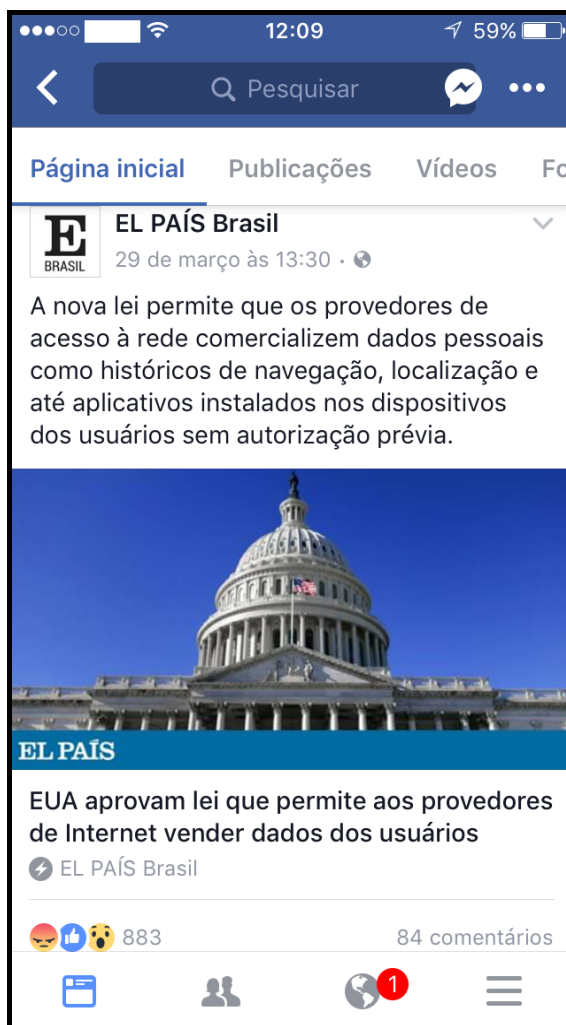 12:09
59%
Pesquisar
Página inicial Publicações Vídeos Fo
E
BRASIL
EL PAÍS Brasil
29 de março às 13:30 ·
A nova lei permite que os provedores de
acesso à rede comercializem dados pessoais
como históricos de navegação, localização e
até aplicativos instalados nos dispositivos
dos usuários sem autorização prévia.
EL PAÍS
EUA aprovam lei que permite aos provedores
de Internet vender dados dos usuários
EL PAÍS Brasil
883 84 comentários
1